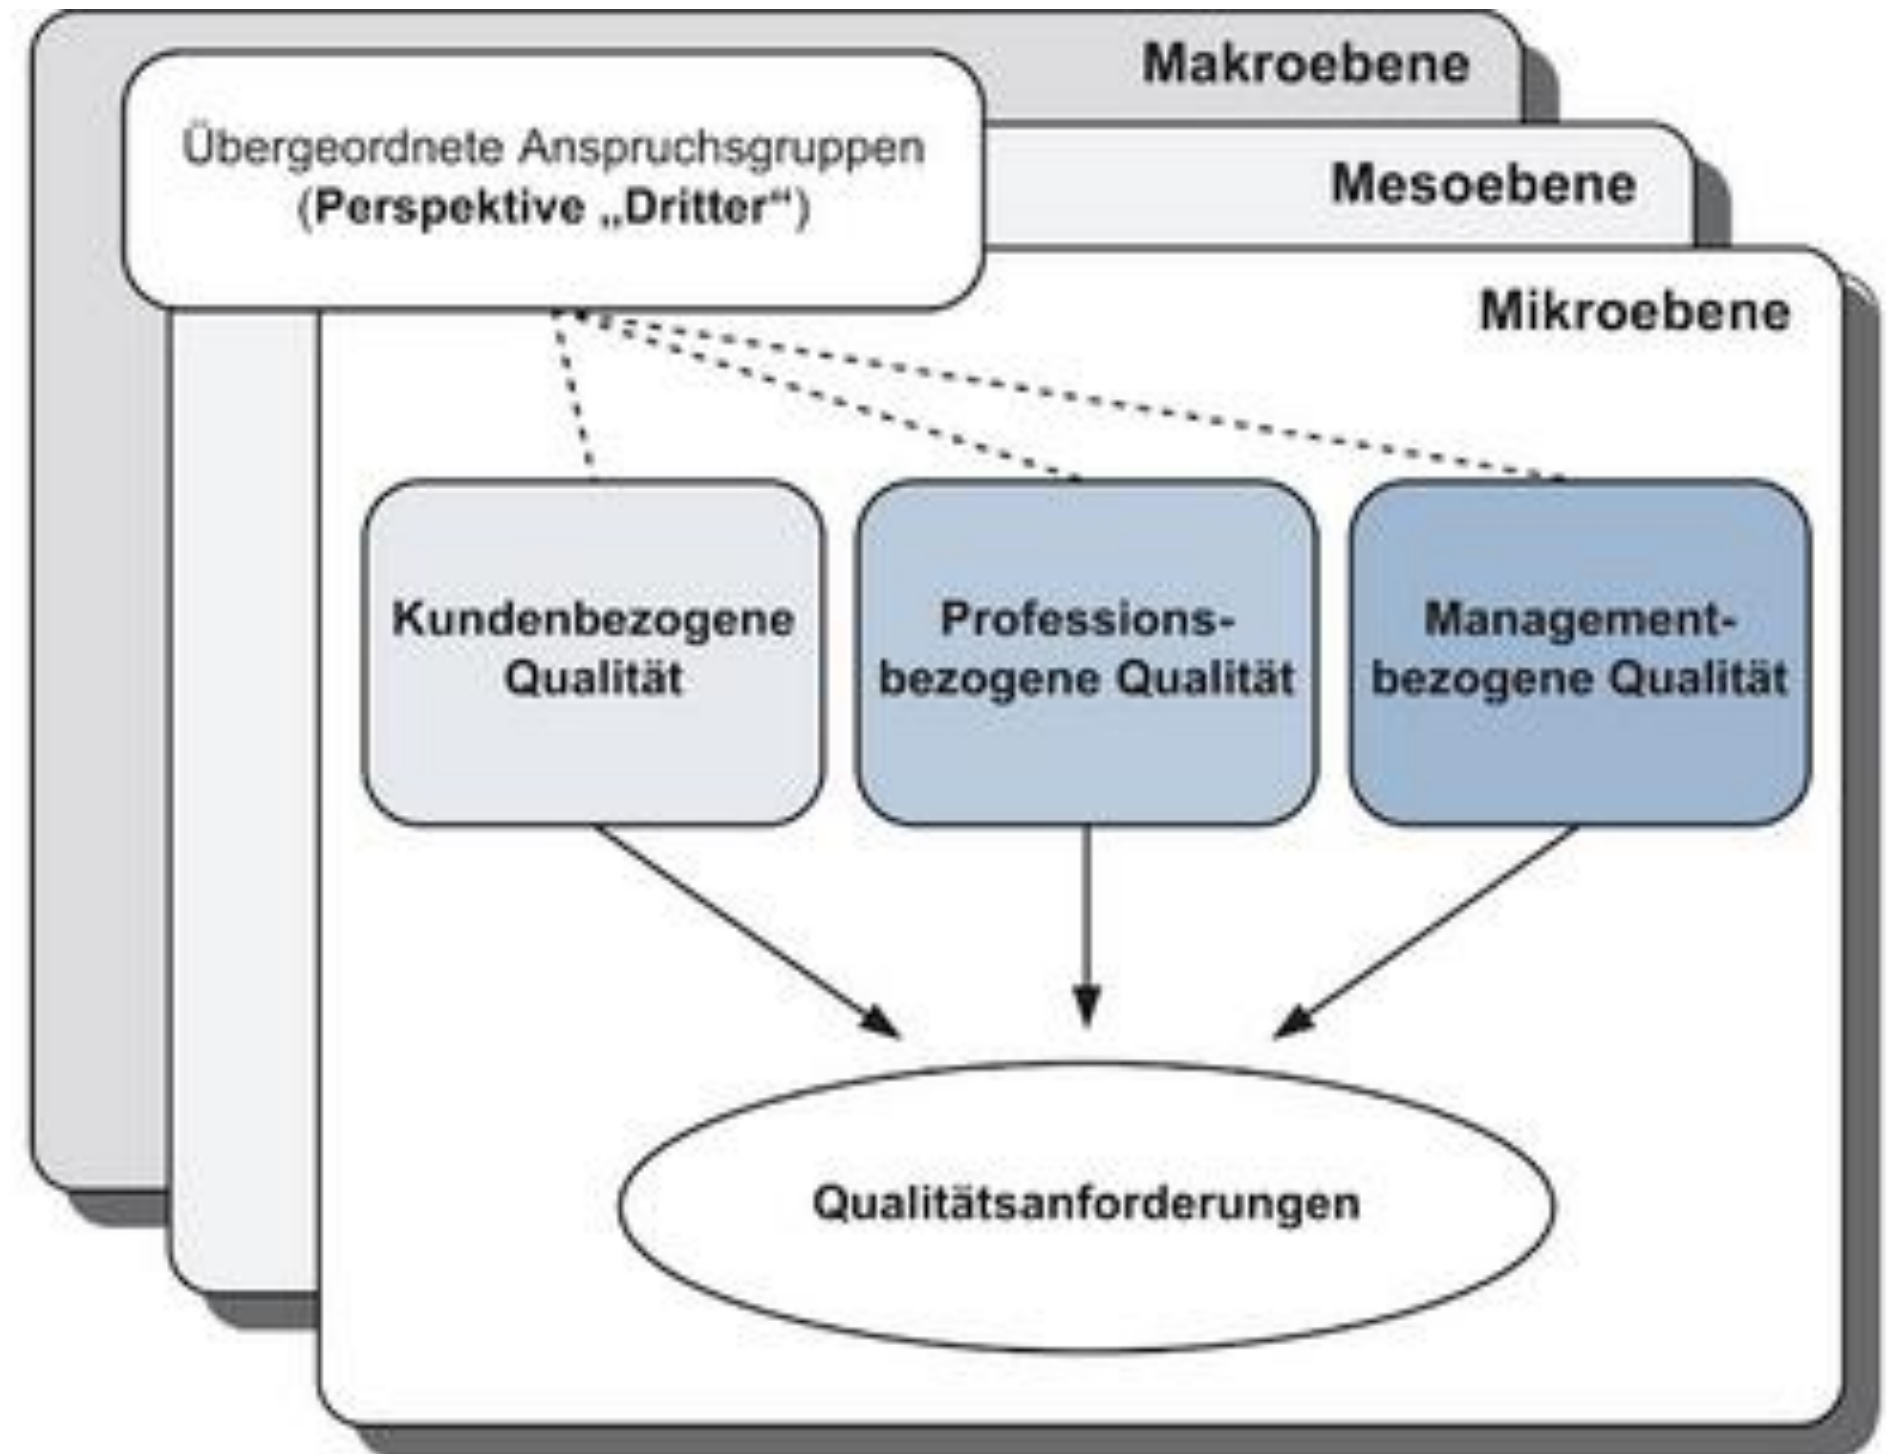 Makroebene
Übergeordnete Anspruchsgruppen
(Perspektive „Dritter“)
Mesoebene
Mikroebene
Kundenbezogene
Qualität
Professions-
bezogene Qualität
Management-
bezogene Qualität
Qualitätsanforderungen